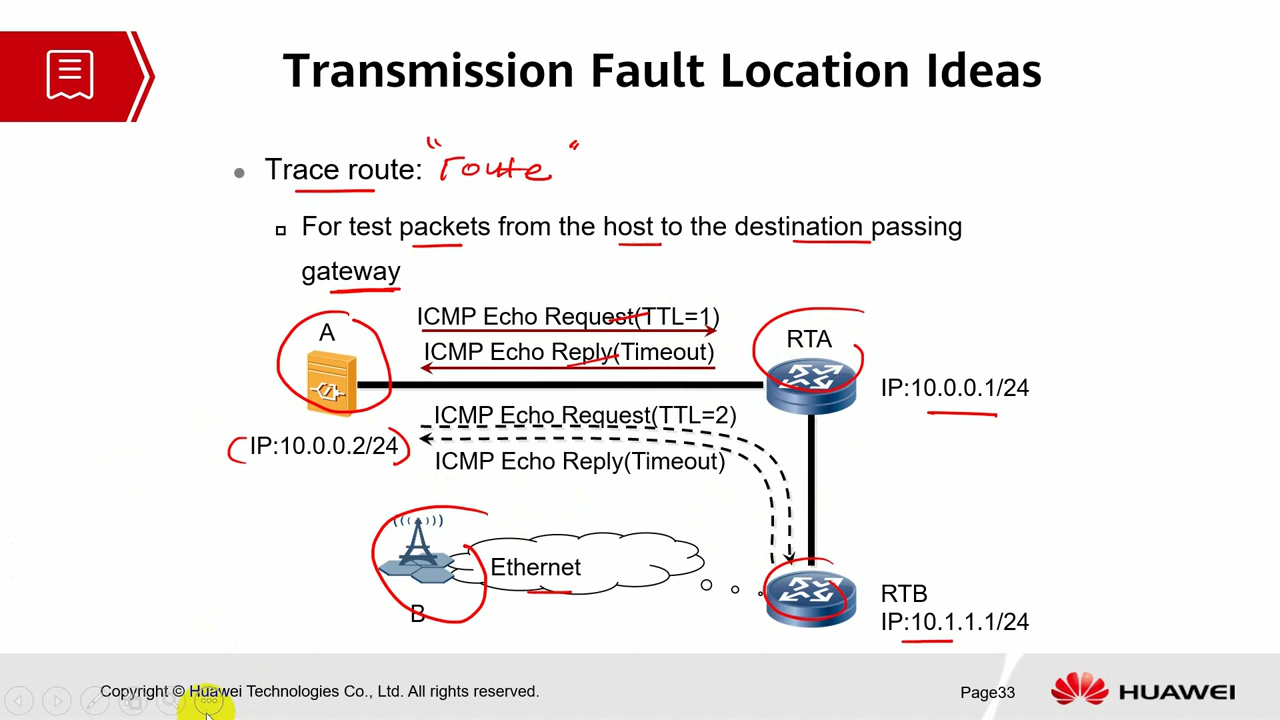 Transmission Fault Location Ideas
Trace route: "route"
For test packets from the host to the destination passing
gateway
ICMP Echo Request(TTL=1)
A
RTA
ICMP Echo Reply(Timeout)
IP:10.0.0.1/24
ICMP Echo Request(TTL=2)
IP:10.0.0.2/24
ICMP Echo Reply(Timeout)
Ethernet
B
RTB
IP:10.1.1.1/24
Copyright © Huawei Technologies Co., Ltd. All rights reserved.
Page33
HUAWEI